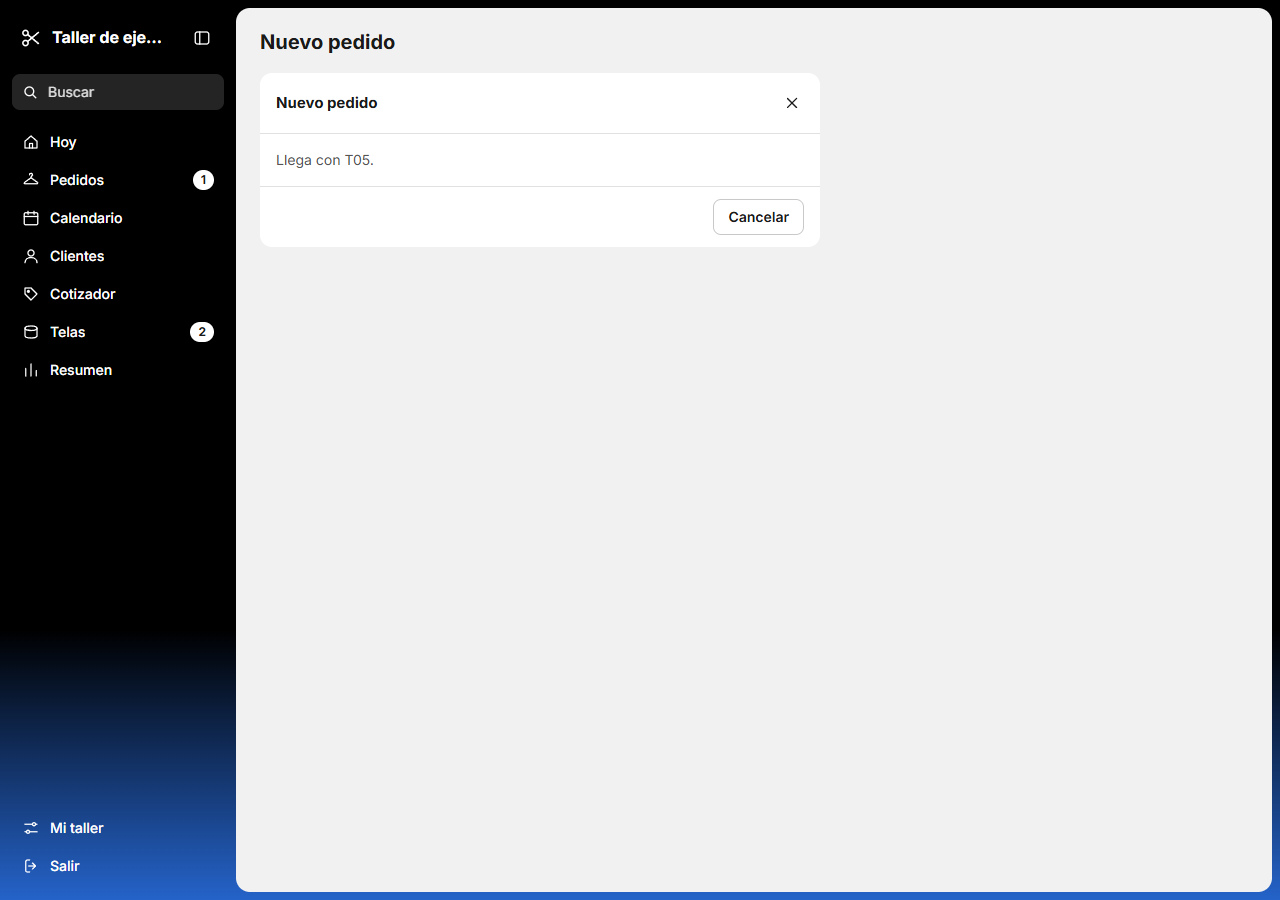 Taller de eje...
Buscar
Hoy
Pedidos 1
Calendario
Clientes
Cotizador
Telas 2
Resumen
Mi taller
Salir
Nuevo pedido
Nuevo pedido
Llega con T05.
Cancelar